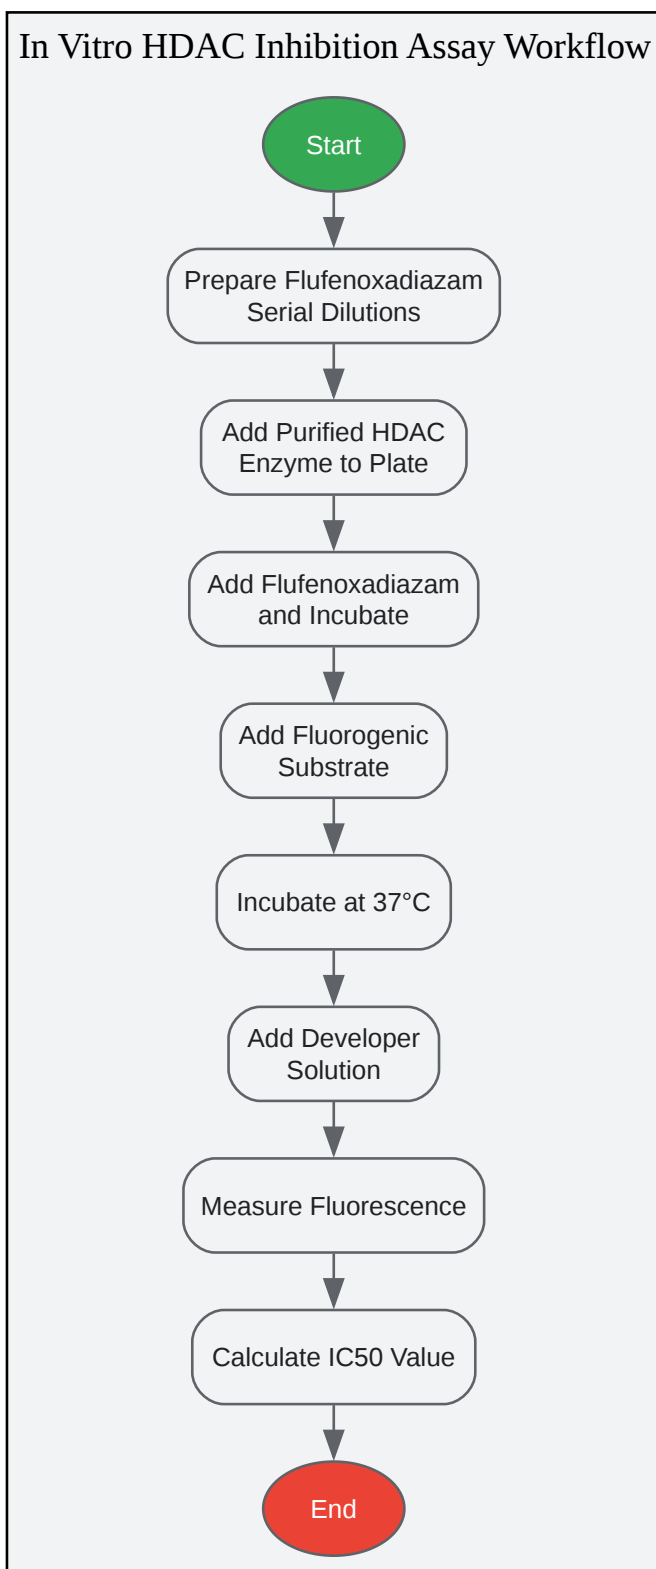 In Vitro HDAC Inhibition Assay Workflow
Start
Prepare Flufenoxadiazam
Serial Dilutions
Add Purified HDAC
Enzyme to Plate
Add Flufenoxadiazam
and Incubate
Add Fluorogenic
Substrate
Incubate at 37°C
Add Developer
Solution
Measure Fluorescence
Calculate IC50 Value
End